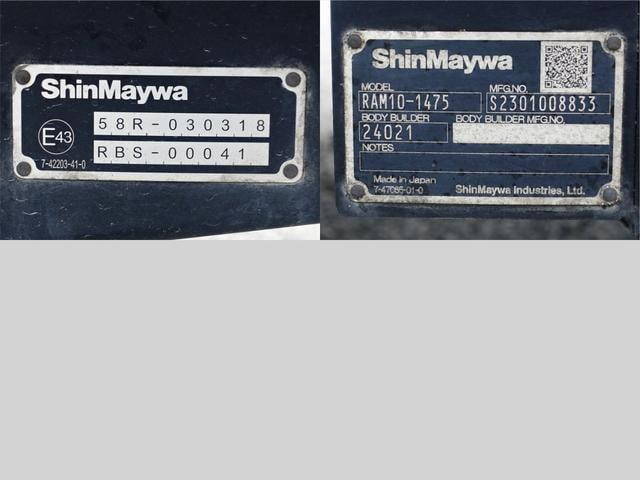 ShinMaywa
58R-030318
E43
RBS-00041
7-42203-41-0
ShinMaywa
MODEL MFG.NO.
RAM10-1475 S2301008833
BODY BUILDER BODY BUILDER MFG.NO.
24021
NOTES
Made in Japan
7-47085-01-0 ShinMaywa Industries, Ltd.